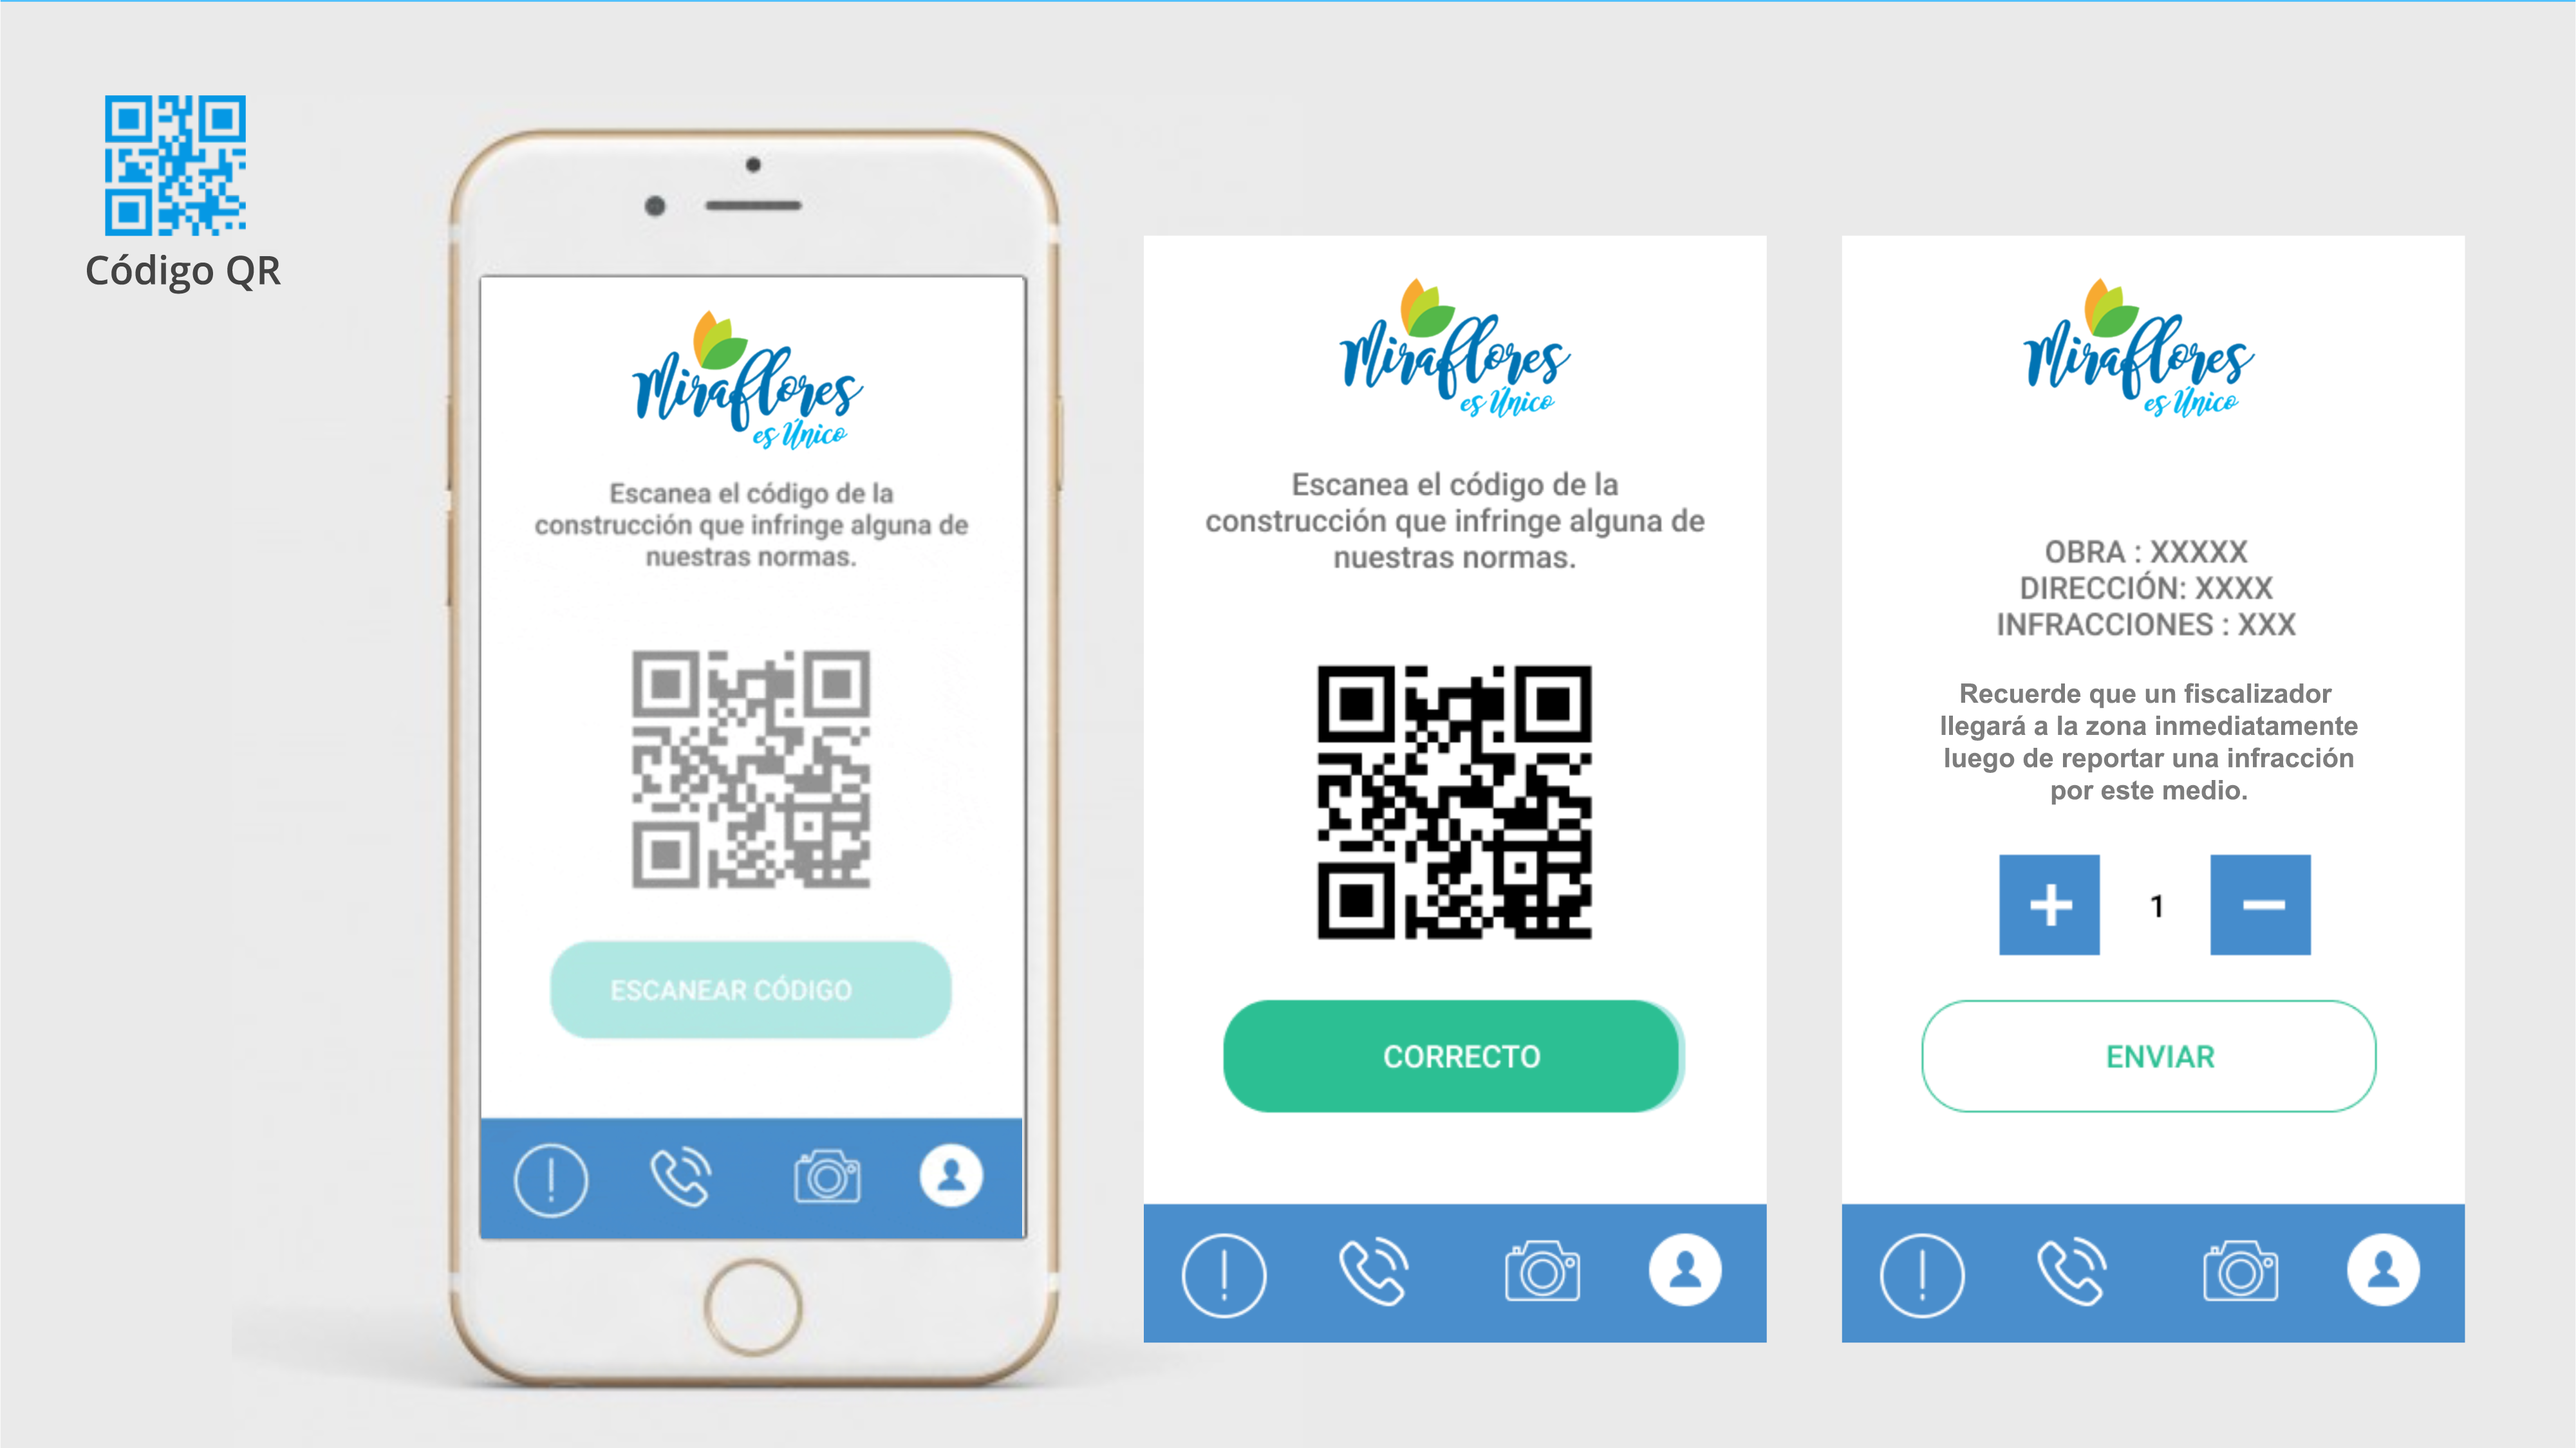 Código QR
Miraflores
es Único
Escanea el código de la
construcción que infringe alguna de
nuestras normas.
ESCANEAR CÓDIGO
Miraflores
es Único
Escanea el código de la
construcción que infringe alguna de
nuestras normas.
CORRECTO
Miraflores
es Único
OBRA : XXXXX
DIRECCIÓN: XXXX
INFRACCIONES : XXX
Recuerde que un fiscalizador
llegará a la zona inmediatamente
luego de reportar una infracción
por este medio.
+ 1 −
ENVIAR